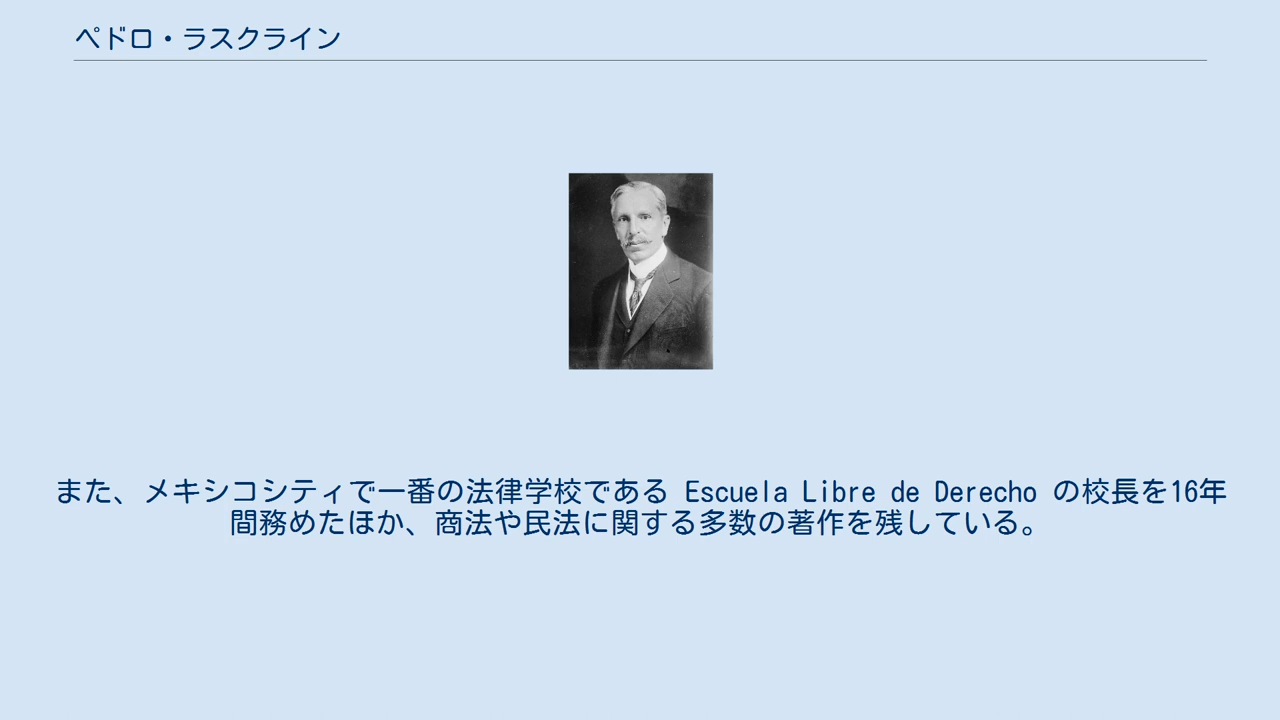 ペドロ・ラスクライン
また、メキシコシティで一番の法律学校である Escuela Libre de Derecho の校長を16年
間務めたほか、商法や民法に関する多数の著作を残している。